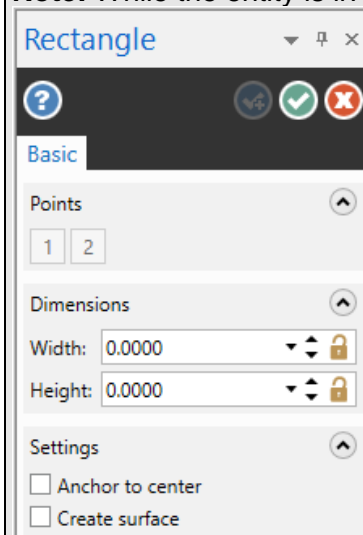 Note: While the entity is in
Rectangle
Basic
Points
1 2
Dimensions
Width: 0.0000
Height: 0.0000
Settings
Anchor to center
Create surface